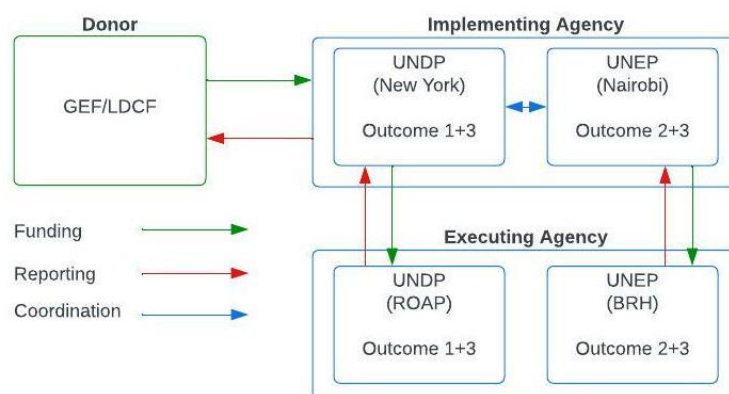 Donor
GEF/LDCF
Implementing Agency
UNDP
(New York)
Outcome 1+3
UNEP
(Nairobi)
Outcome 2+3
Funding
Reporting
Coordination
Executing Agency
UNDP
(ROAP)
Outcome 1+3
UNEP
(BRH)
Outcome 2+3